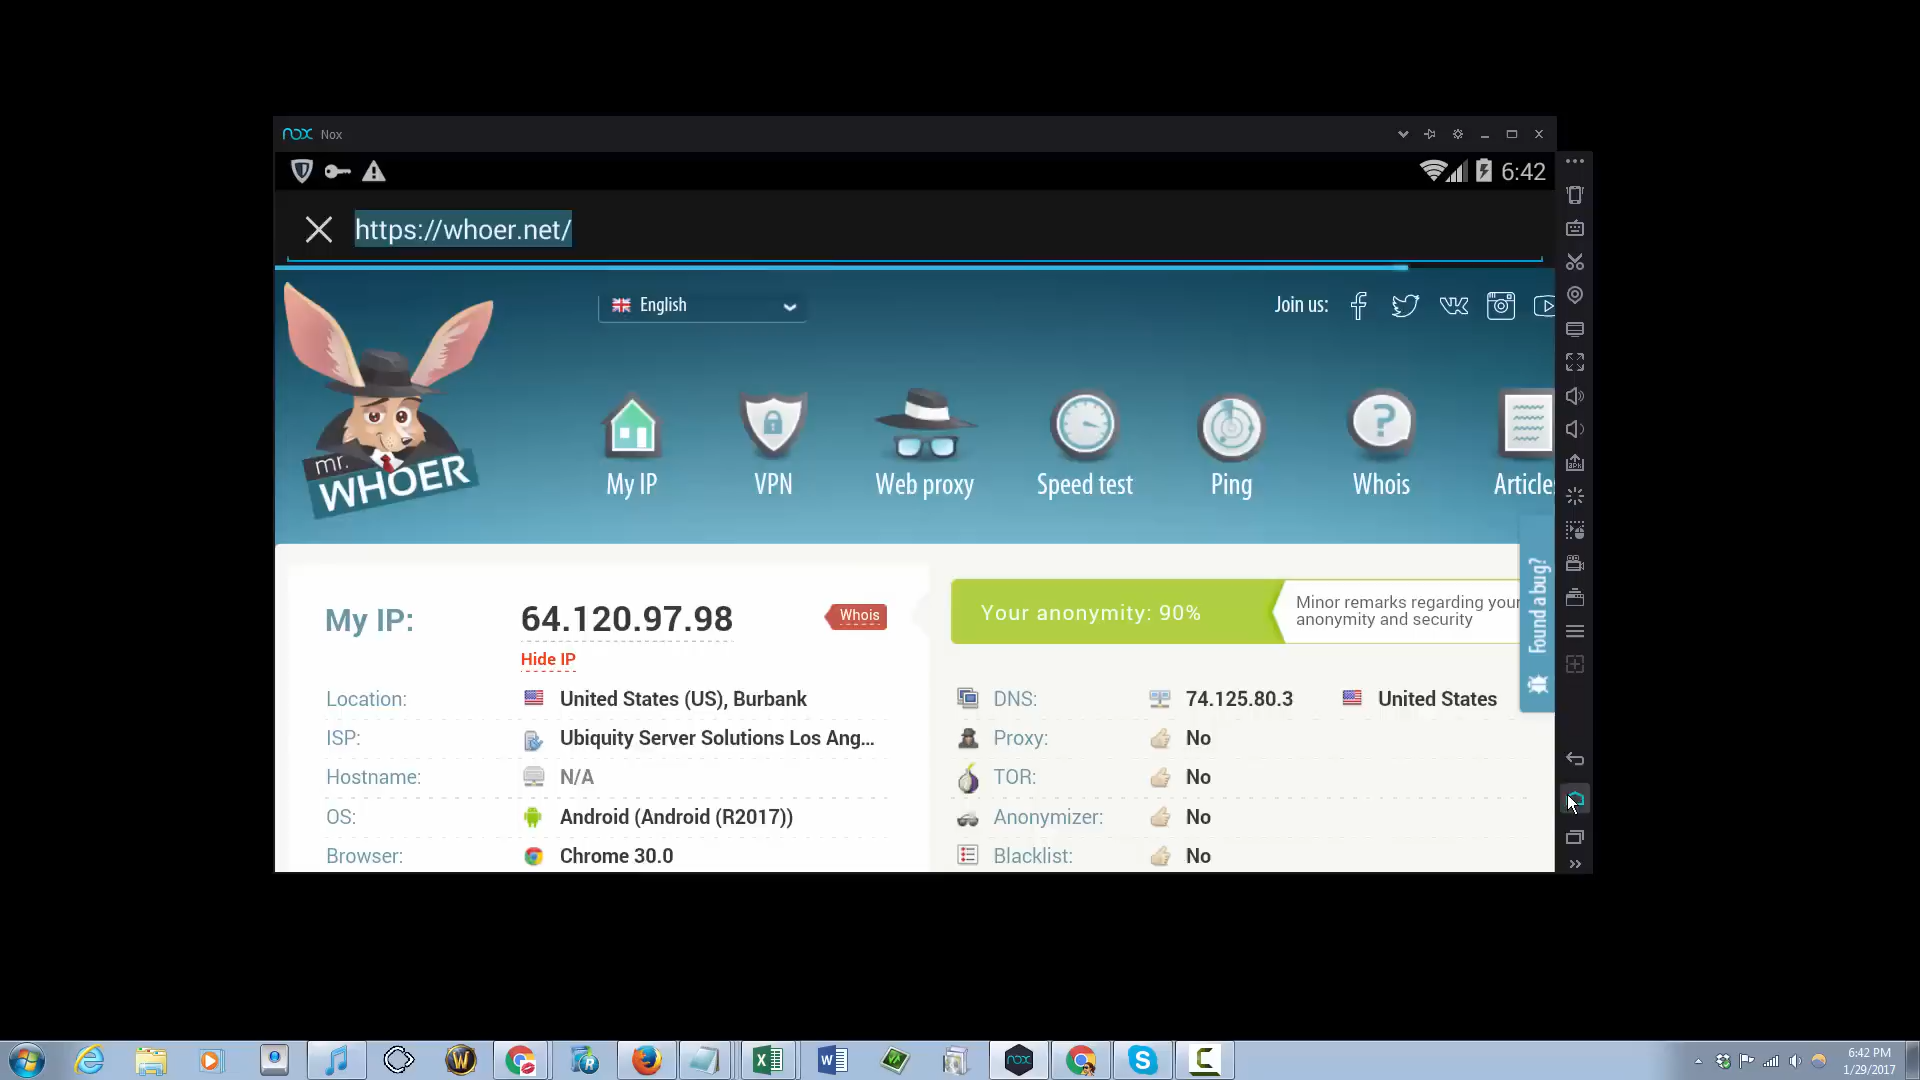 nox Nox
6:42
https://whoer.net/
English
Join us:
mr.
WHOER
My IP
VPN
Web proxy
Speed test
Ping
Whois
Article
My IP:
64.120.97.98
Whois
Hide IP
Your anonymity: 90%
Minor remarks regarding your
anonymity and security
Found a bug?
Location:
United States (US), Burbank
ISP:
Ubiquity Server Solutions Los Ang...
Hostname:
N/A
OS:
Android (Android (R2017))
Browser:
Chrome 30.0
DNS:
74.125.80.3
United States
Proxy:
No
TOR:
No
Anonymizer:
No
Blacklist:
No
6:42 PM
1/29/2017